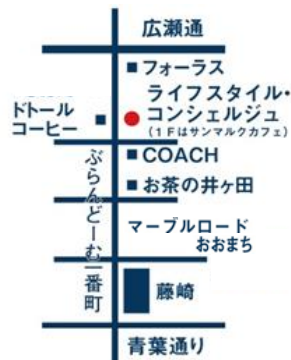 広瀬通
フォーラス
ライフスタイル・
コンシェルジュ
(1Fはサンマルクカフェ)
ドトール
コーヒー
COACH
お茶の井ヶ田
ぶらんどーむ一番町
マーブルロード
おおまち
藤崎
青葉通り